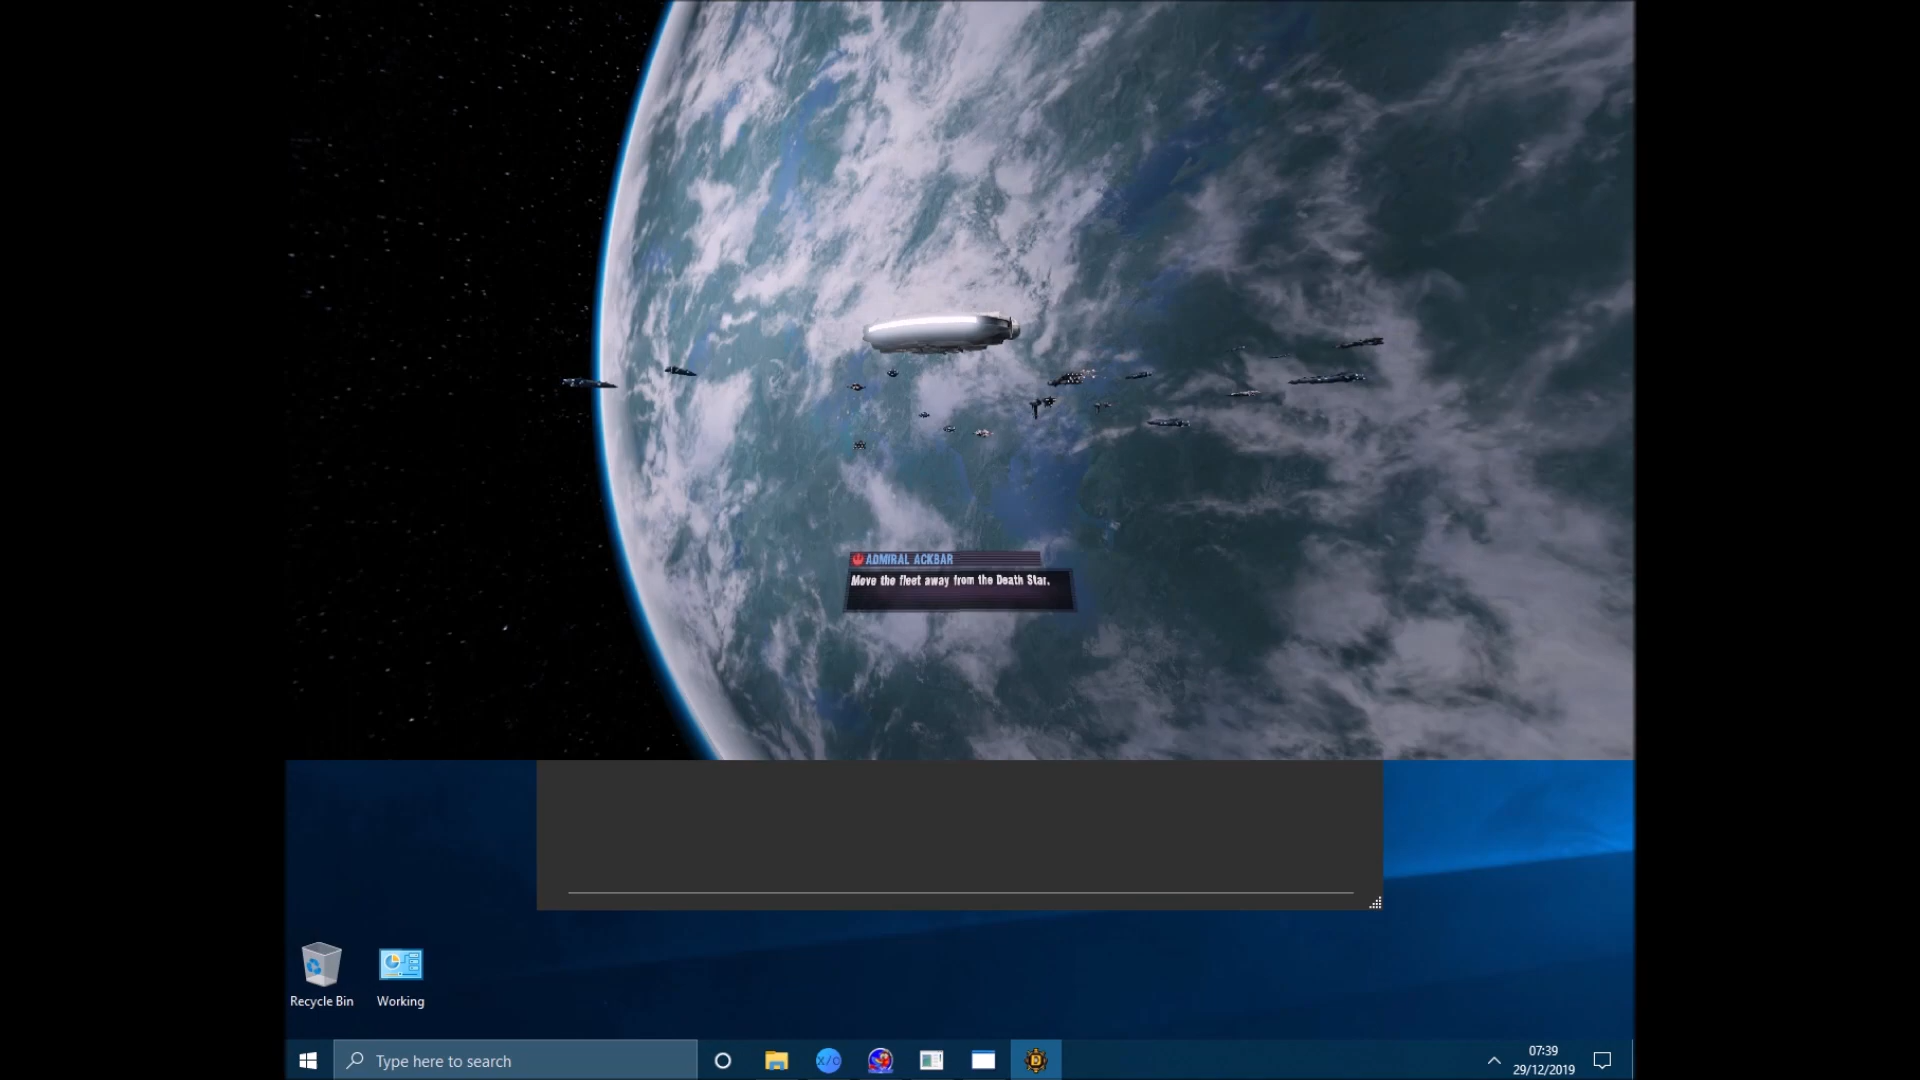 ADMIRAL ACKBAR
Move the fleet away from the Death Star.
Recycle Bin
Working
Type here to search
X/O
D
07:39
29/12/2019